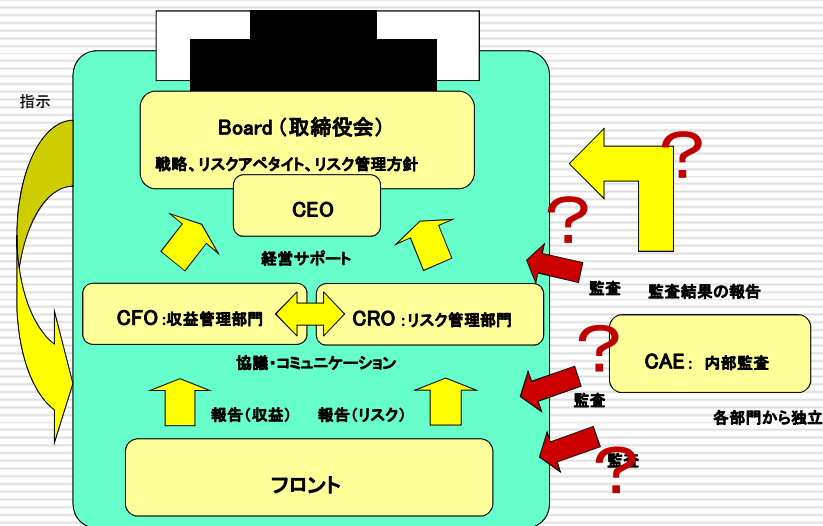 指示
Board（取締役会）
戦略、リスクアペタイト、リスク管理方針
CEO
経営サポート
?
?
監査
監査結果の報告
CFO:収益管理部門
CRO:リスク管理部門
協議・コミュニケーション
?
CAE： 内部監査
監査
各部門から独立
報告（収益）
報告（リスク）
監査
?
フロント